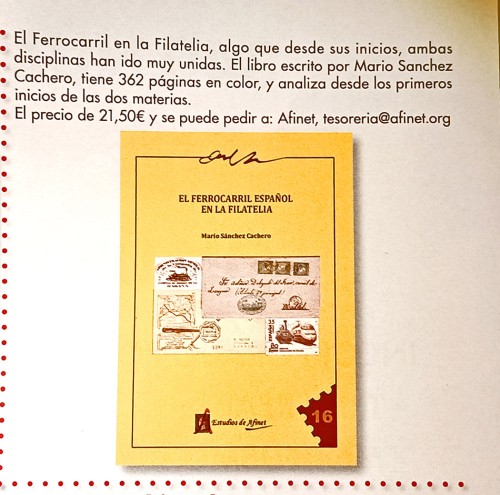 El Ferrocarril en la Filatelia, algo que desde sus inicios, ambas
disciplinas han ido muy unidas. El libro escrito por Mario Sanchez
Cachero, tiene 362 páginas en color, y analiza desde los primeros
inicios de las dos materias.
El precio de 21,50€ y se puede pedir a: Afinet, tesoreria@afinet.org
EL FERROCARRIL ESPAÑOL
EN LA FILATELIA
Mario Sánchez Cachero
ESPAÑA
Estudios de Afinet
16